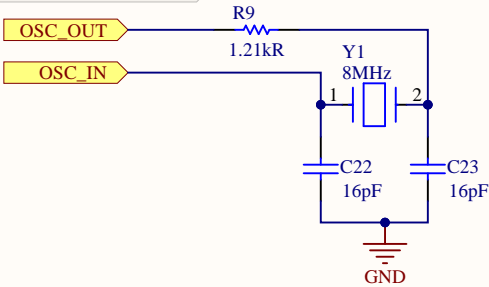 OSC_OUT
R9
1.21kR
OSC_IN
Y1
8MHz
1
2
C22
16pF
C23
16pF
GND